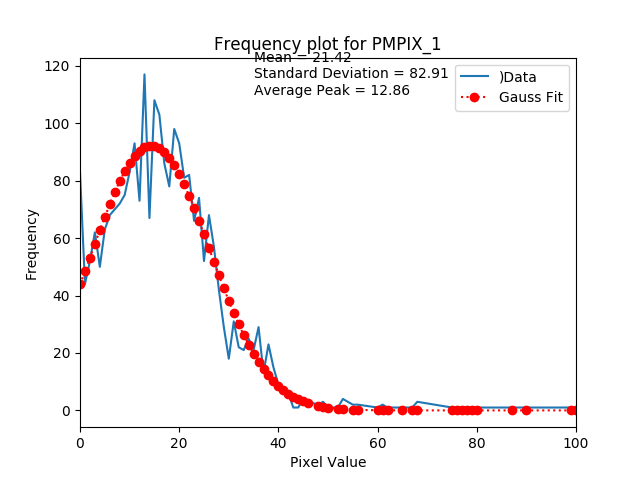 Frequency plot for PMPIX_1
Mean = 21.42
Standard Deviation = 82.91
Average Peak = 12.86
)Data
Gauss Fit
Frequency
120
100
80
60
40
20
0
0 20 40 60 80 100
Pixel Value